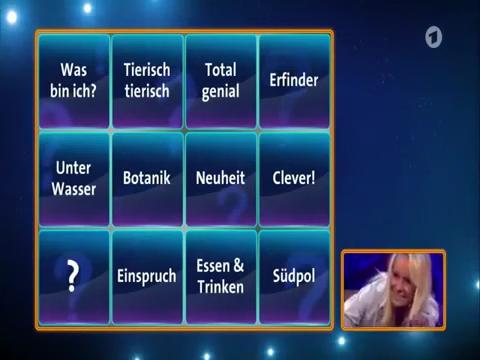 Was
bin ich?
Tierisch
tierisch
Total
genial
Erfinder
Unter
Wasser
Botanik
Neuheit
Clever!
?
Einspruch
Essen &
Trinken
Südpol
1